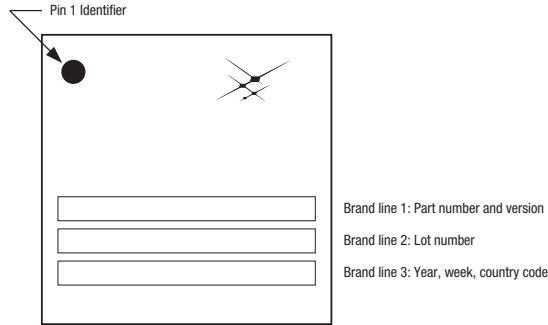 Pin 1 Identifier
Brand line 1: Part number and version
Brand line 2: Lot number
Brand line 3: Year, week, country code